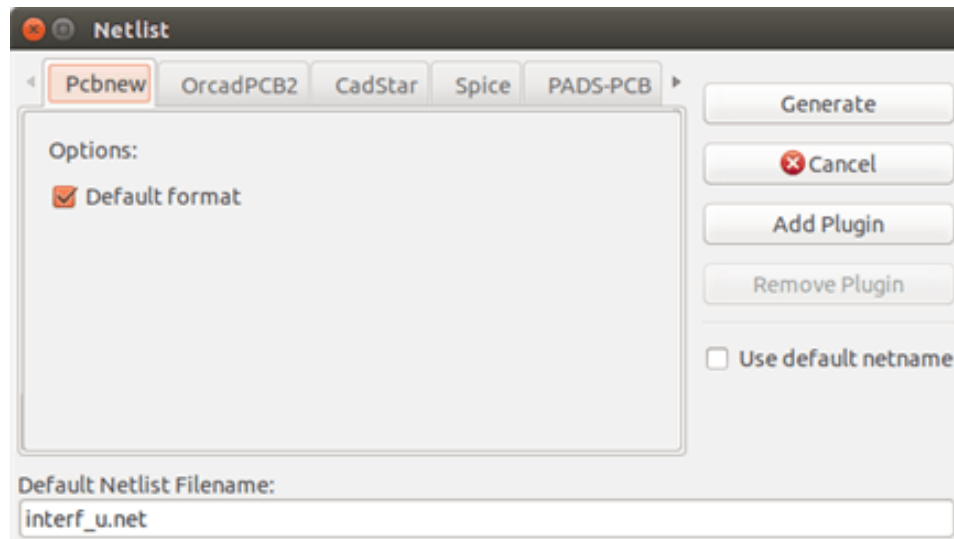 Netlist
Pcbnew OrcadPCB2 CadStar Spice PADS-PCB
Generate
Options:
Cancel
Default format
Add Plugin
Remove Plugin
Use default netname
Default Netlist Filename:
interf_u.net